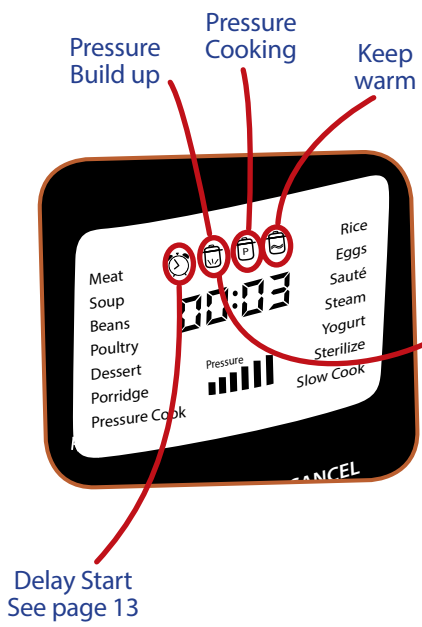 Pressure
Build up
Pressure
Cooking
Keep
warm
Meat
Soup
Beans
Poultry
Dessert
Porridge
Pressure Cook
P
00:03
Pressure
Rice
Eggs
Sauté
Steam
Yogurt
Sterilize
Slow Cook
Delay Start
See page 13